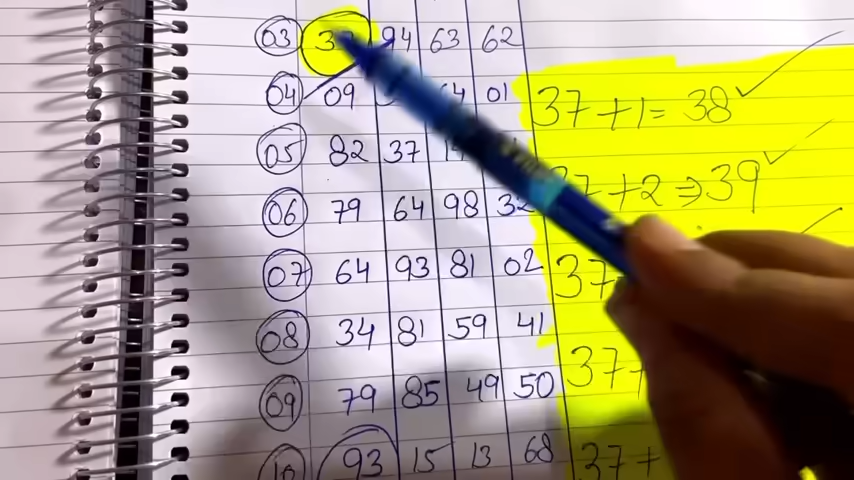 03 94 63 62
04 09 01
05 82 37
06 79 64 98 32
07 64 93 81 02
08 34 81 59 41
09 79 85 49 50
10 93 15 13 68
37+1= 38
+2 ⇒ 39
37
37+
37+